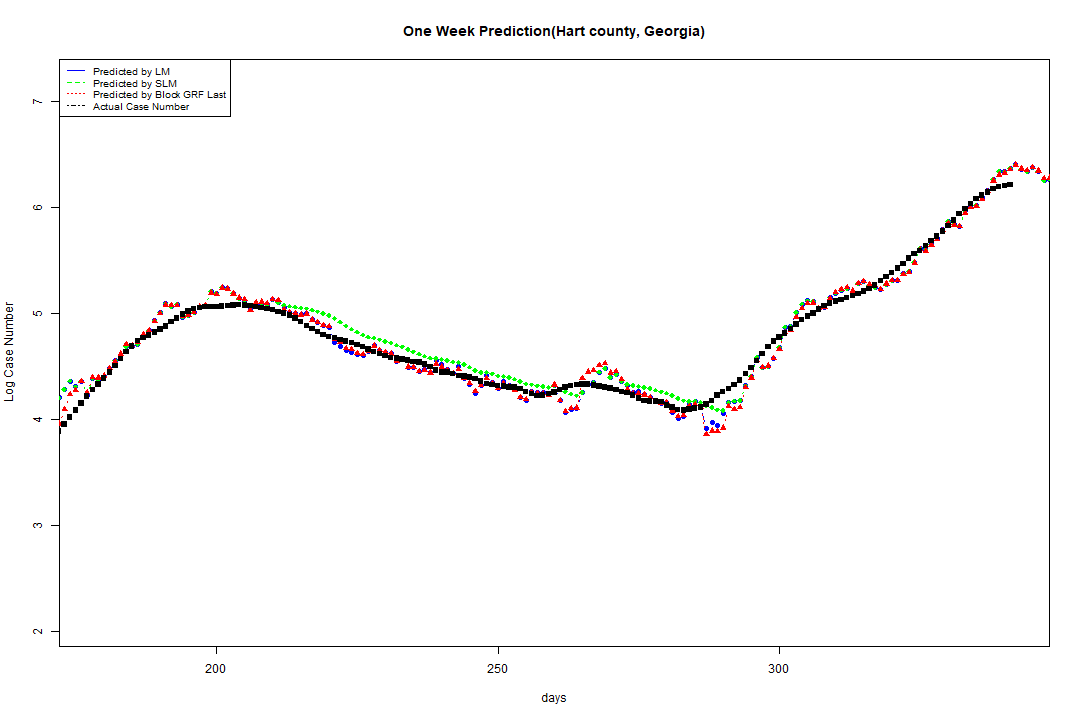 One Week Prediction(Hart county, Georgia)
Predicted by LM
Predicted by SLM
Predicted by Block GRF Last
Actual Case Number
7
6
5
4
3
2
Log Case Number
200
250
300
days